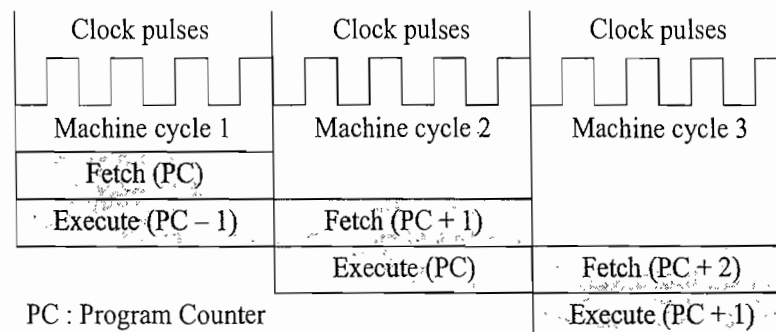 Clock pulses Clock pulses Clock pulses
Machine cycle 1 Machine cycle 2 Machine cycle 3
Fetch (PC)
Execute (PC – 1) Fetch (PC + 1)
Execute (PC) Fetch (PC + 2)
PC : Program Counter Execute (PC + 1)